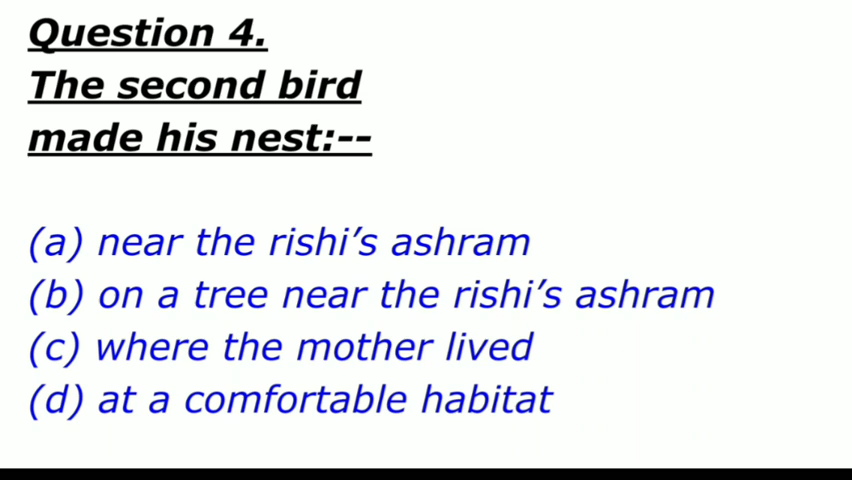 Question 4.
The second bird
made his nest:--
(a) near the rishi’s ashram
(b) on a tree near the rishi’s ashram
(c) where the mother lived
(d) at a comfortable habitat